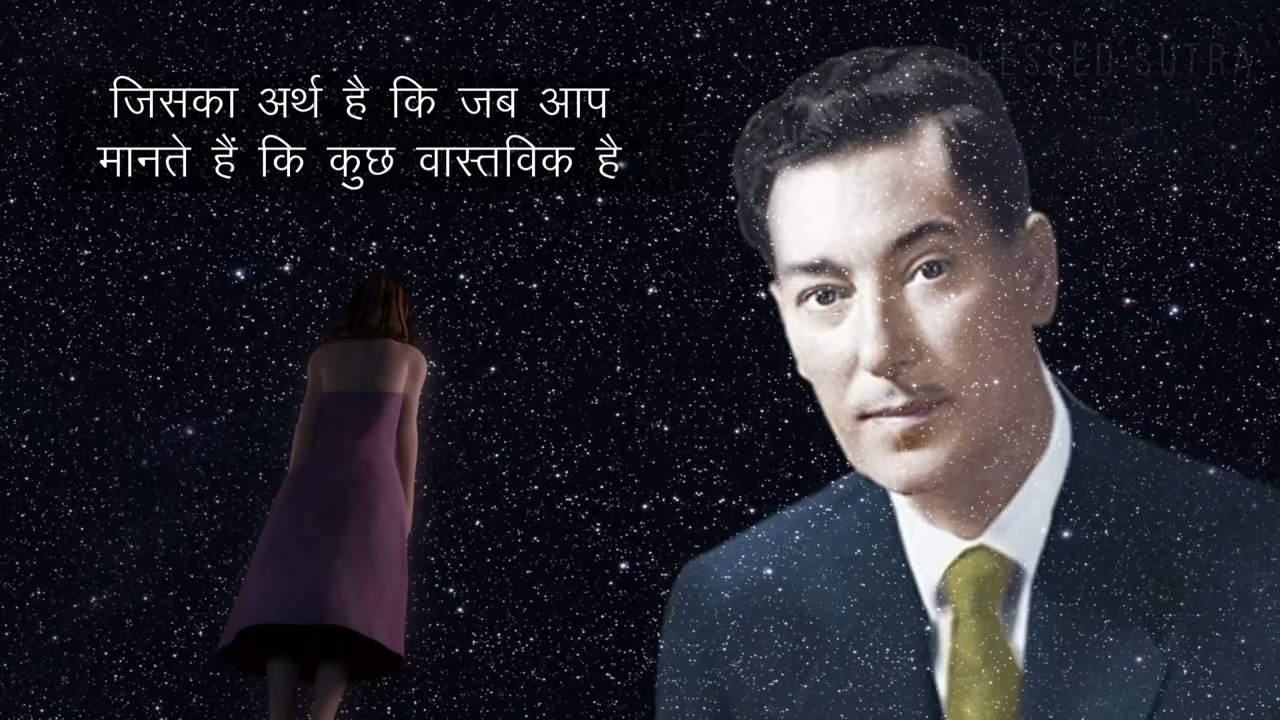 BLESSED SUTRA
जिसका अर्थ है कि जब आप
मानते हैं कि कुछ वास्तविक है